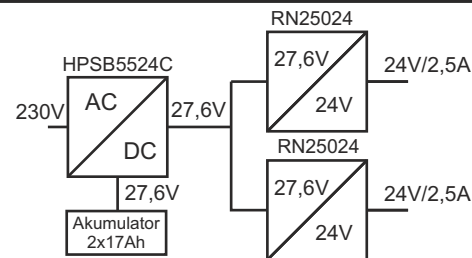 RN25024
27,6V
24V
24V/2,5A
HPSB5524C
230V
AC
DC
27,6V
27,6V
Akumulator
2x17Ah
RN25024
27,6V
24V
24V/2,5A